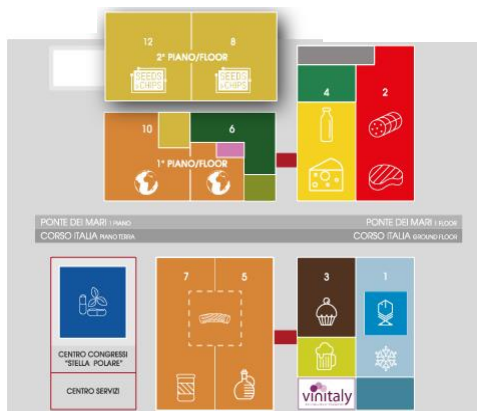 12 8
2° PIANO/FLOOR
SEEDS &CHIPS SEEDS &CHIPS
4 2
10 6
1° PIANO/FLOOR
PONTE DEI MARI I PIANO PONTE DEI MARI I FLOOR
CORSO ITALIA PIANO TERRA CORSO ITALIA GROUND FLOOR
7 5 3 1
CENTRO CONGRESSI
"STELLA POLARE"
CENTRO SERVIZI
vinitaly